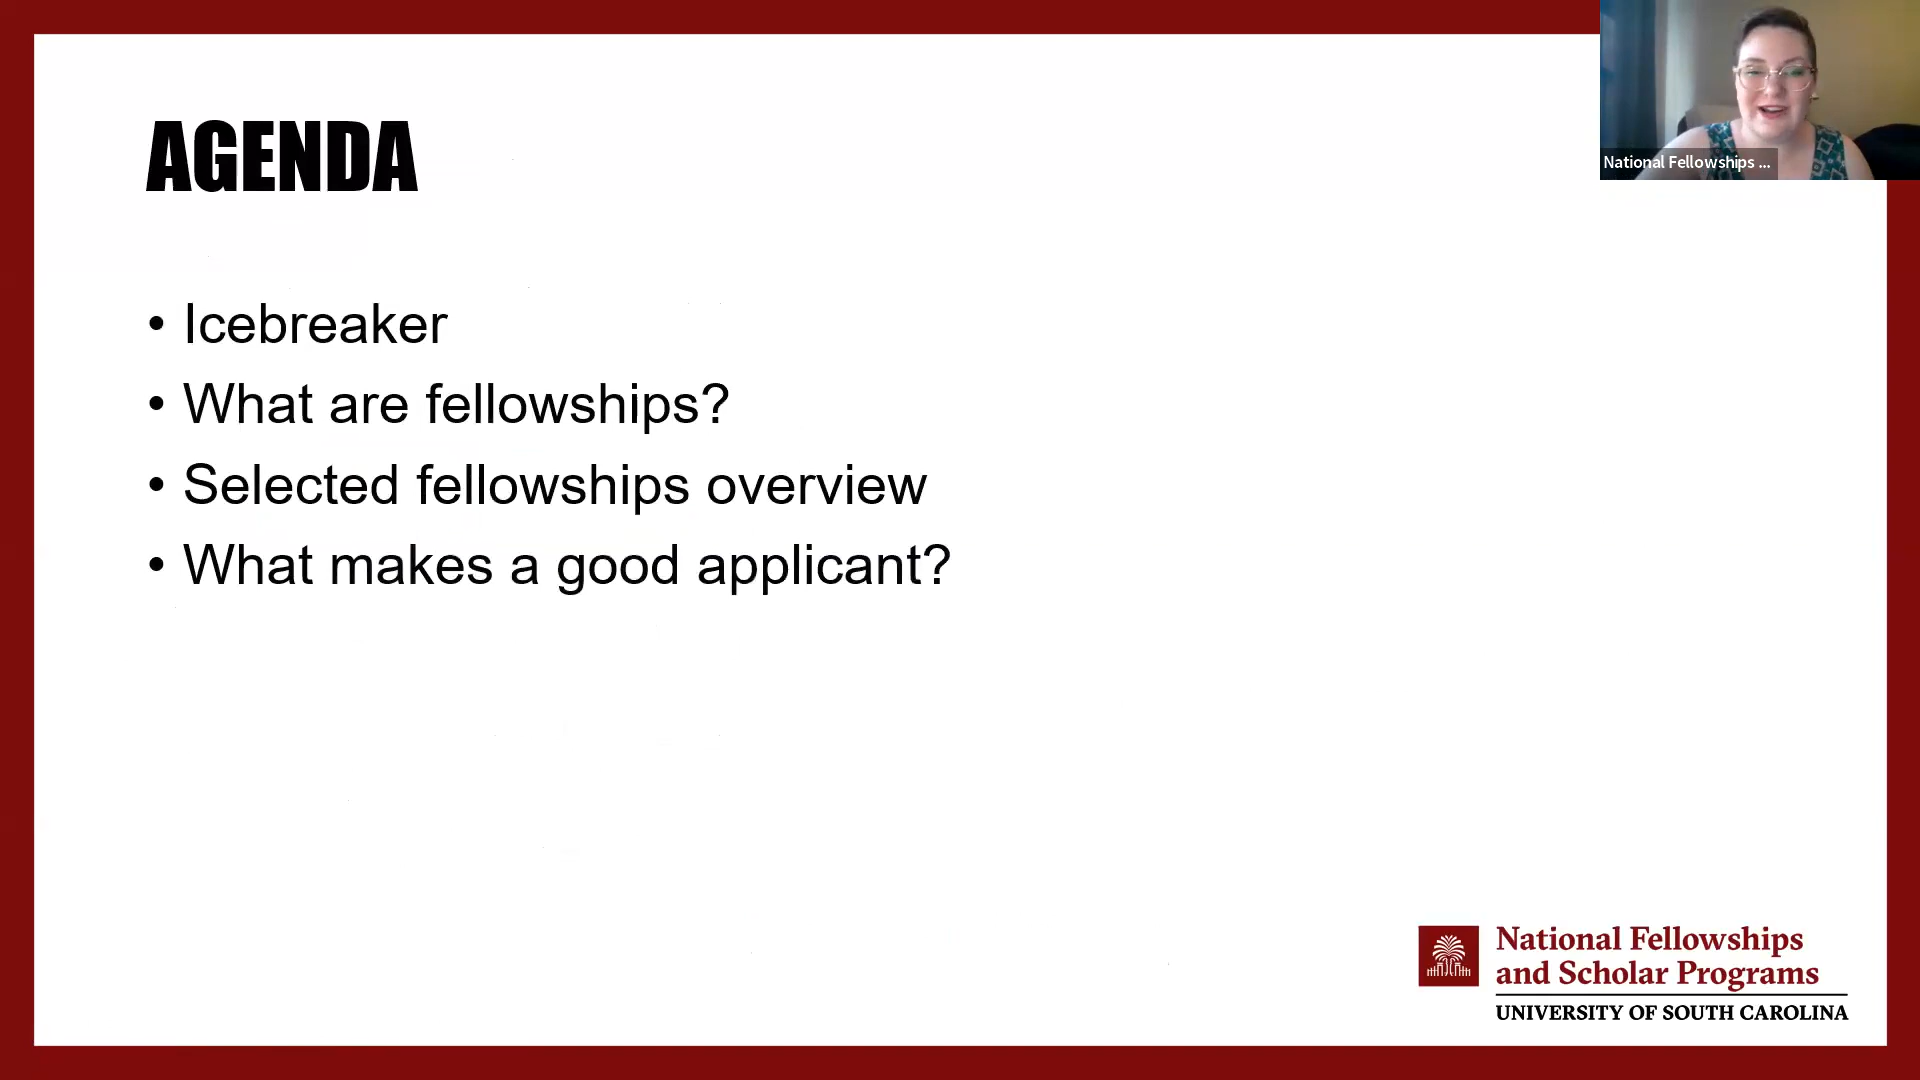 National Fellowships ...
AGENDA
• Icebreaker
• What are fellowships?
• Selected fellowships overview
• What makes a good applicant?
National Fellowships
and Scholar Programs
UNIVERSITY OF SOUTH CAROLINA